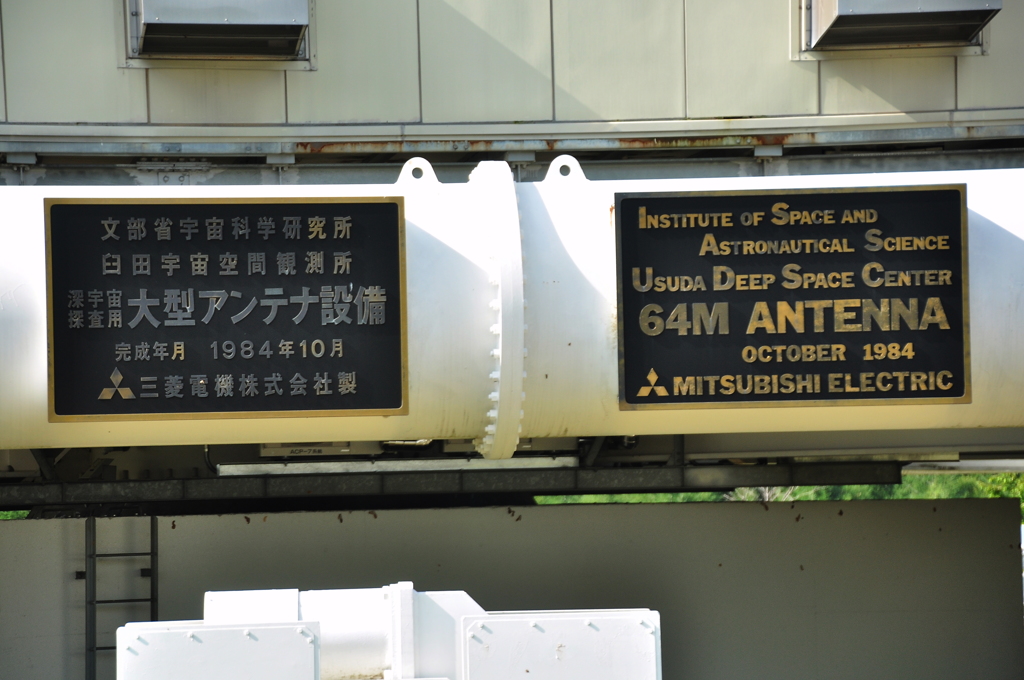 文部省宇宙科学研究所
臼田宇宙空間観測所
深宇宙探査用 大型アンテナ設備
完成年月 1984年10月
三菱電機株式会社製
INSTITUTE OF SPACE AND
ASTRONAUTICAL SCIENCE
USUDA DEEP SPACE CENTER
64M ANTENNA
OCTOBER 1984
MITSUBISHI ELECTRIC